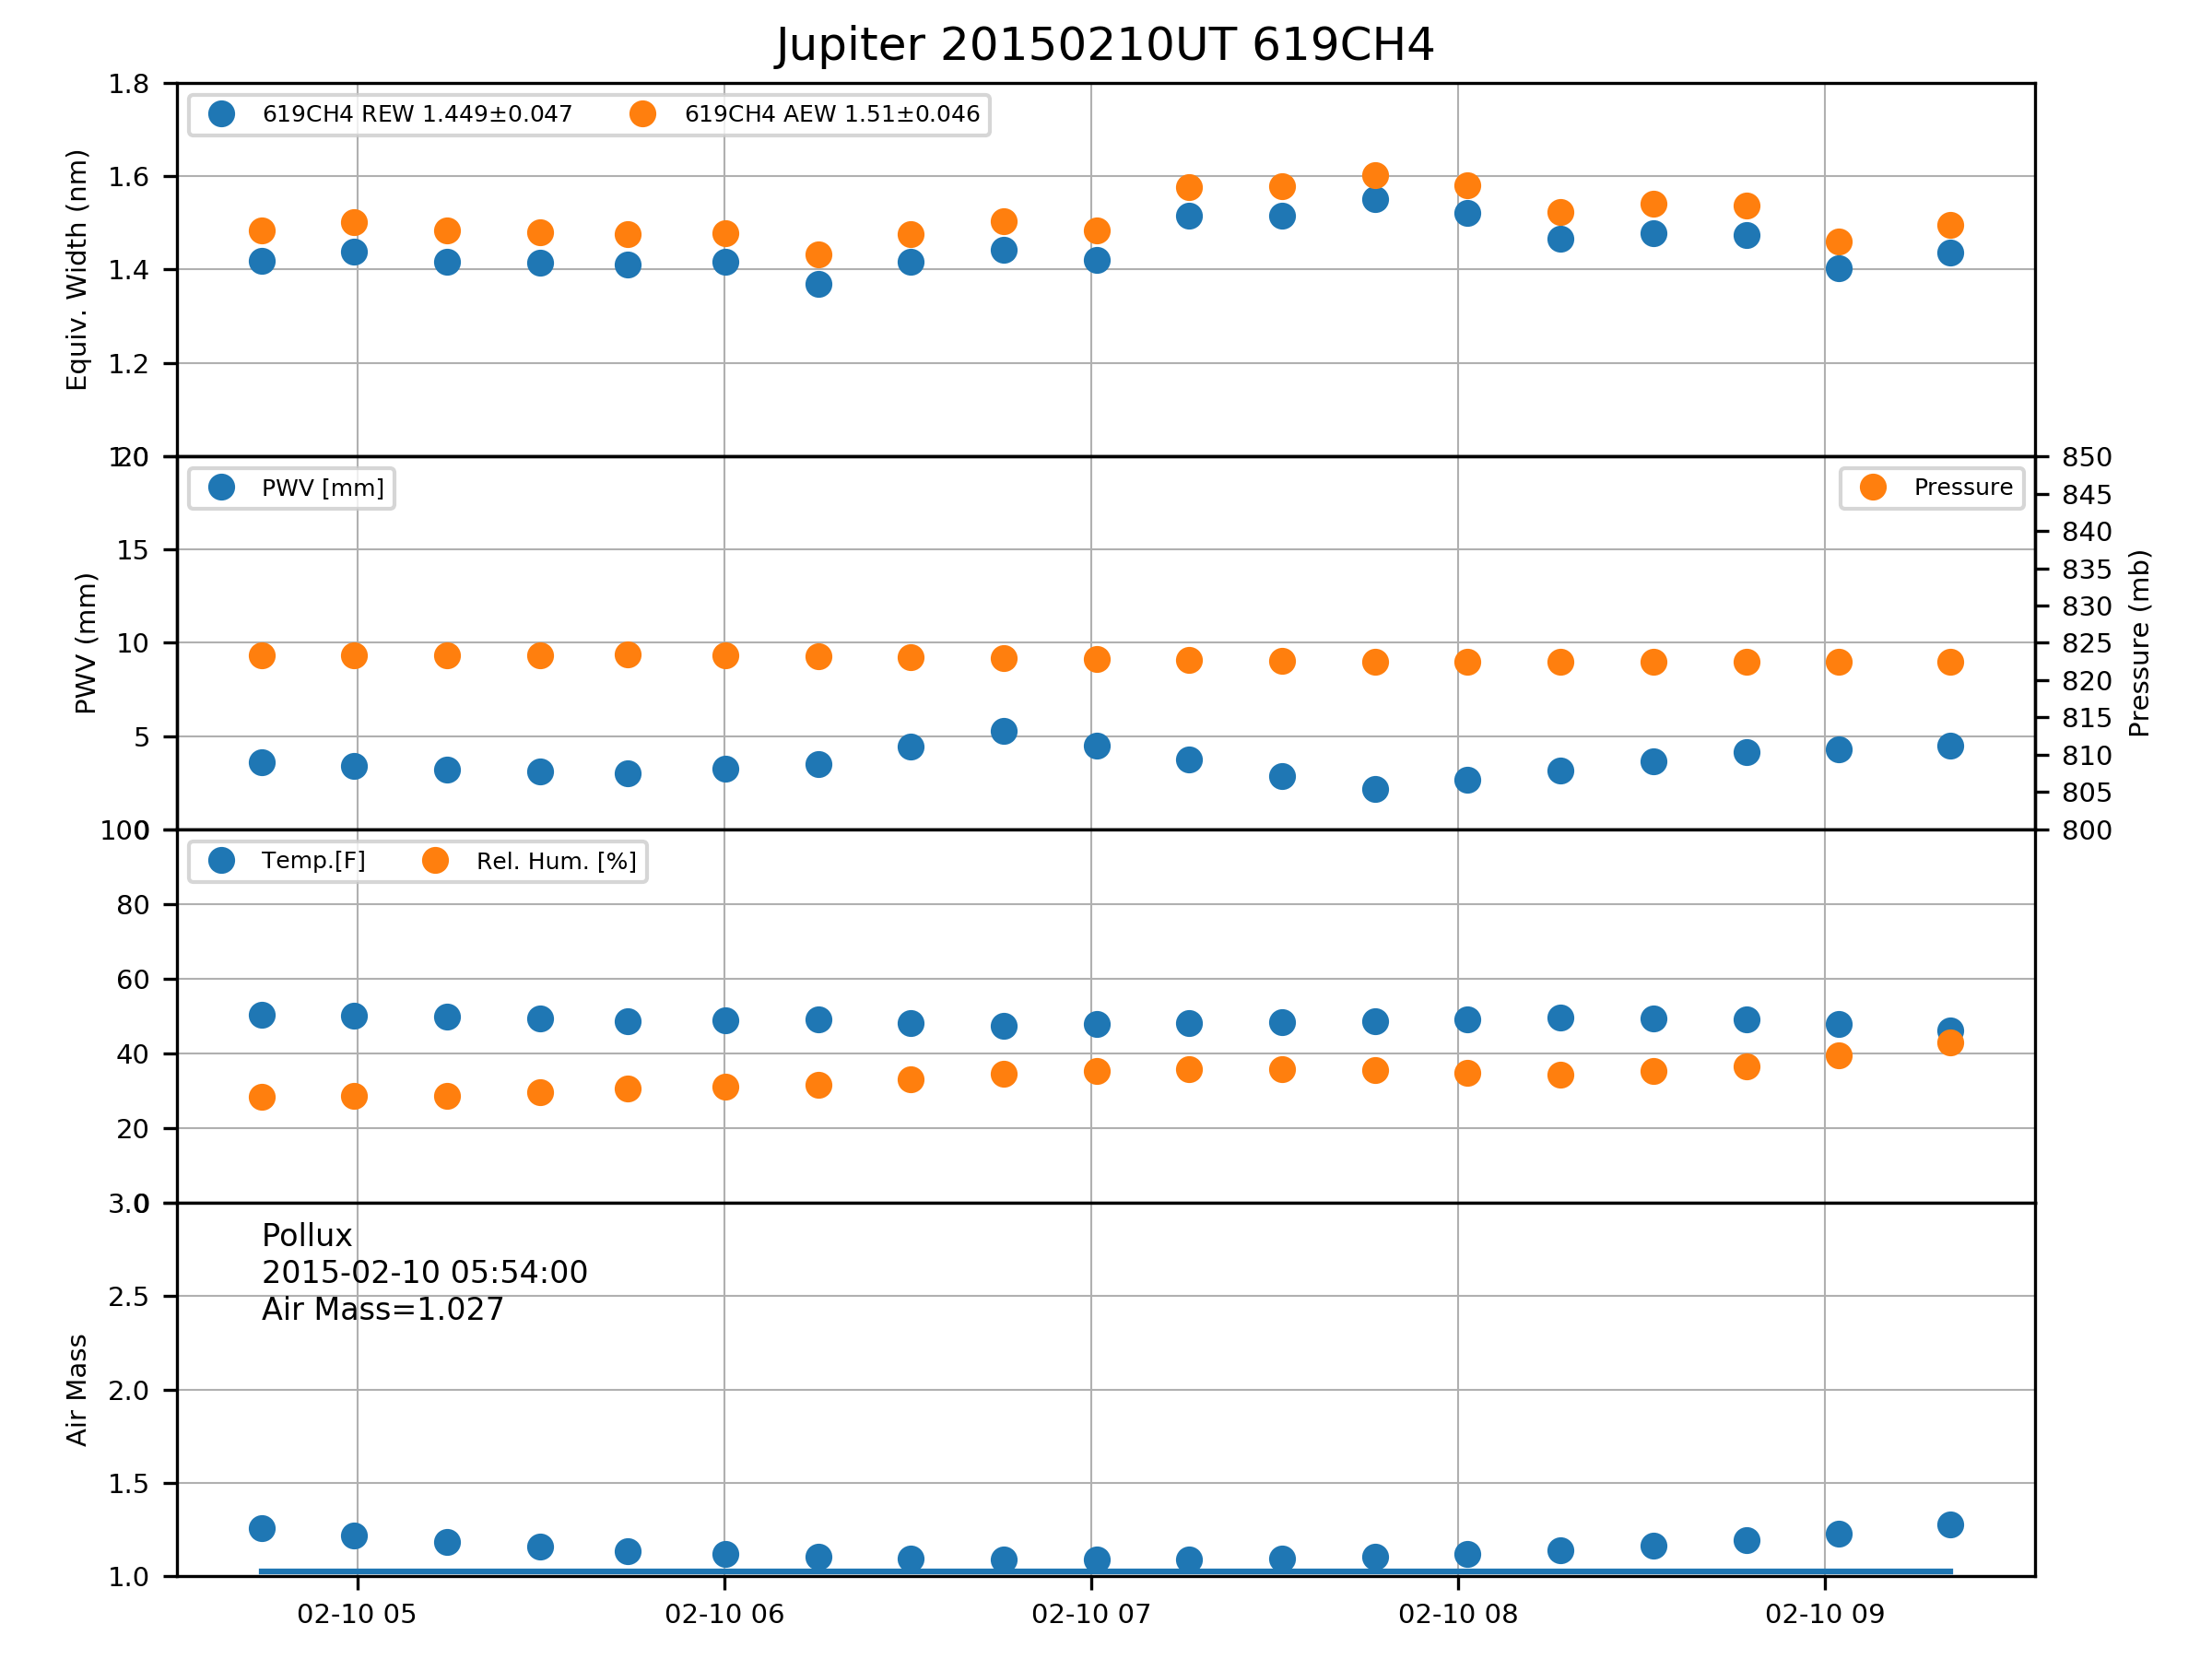 Jupiter 20150210UT 619CH4
1.8
619CH4 REW 1.449±0.047 619CH4 AEW 1.51±0.046
1.6
1.4
1.2
1.0
Equiv. Width (nm)
20 850
PWV [mm] Pressure
845
840
15
835
830
10 825
820
815
5
810
805
0 800
PWV (mm)
Pressure (mb)
100
Temp.[F] Rel. Hum. [%]
80
60
40
20
0
3.0
Pollux
2015-02-10 05:54:00
2.5
Air Mass=1.027
2.0
1.5
1.0
Air Mass
02-10 05 02-10 06 02-10 07 02-10 08 02-10 09